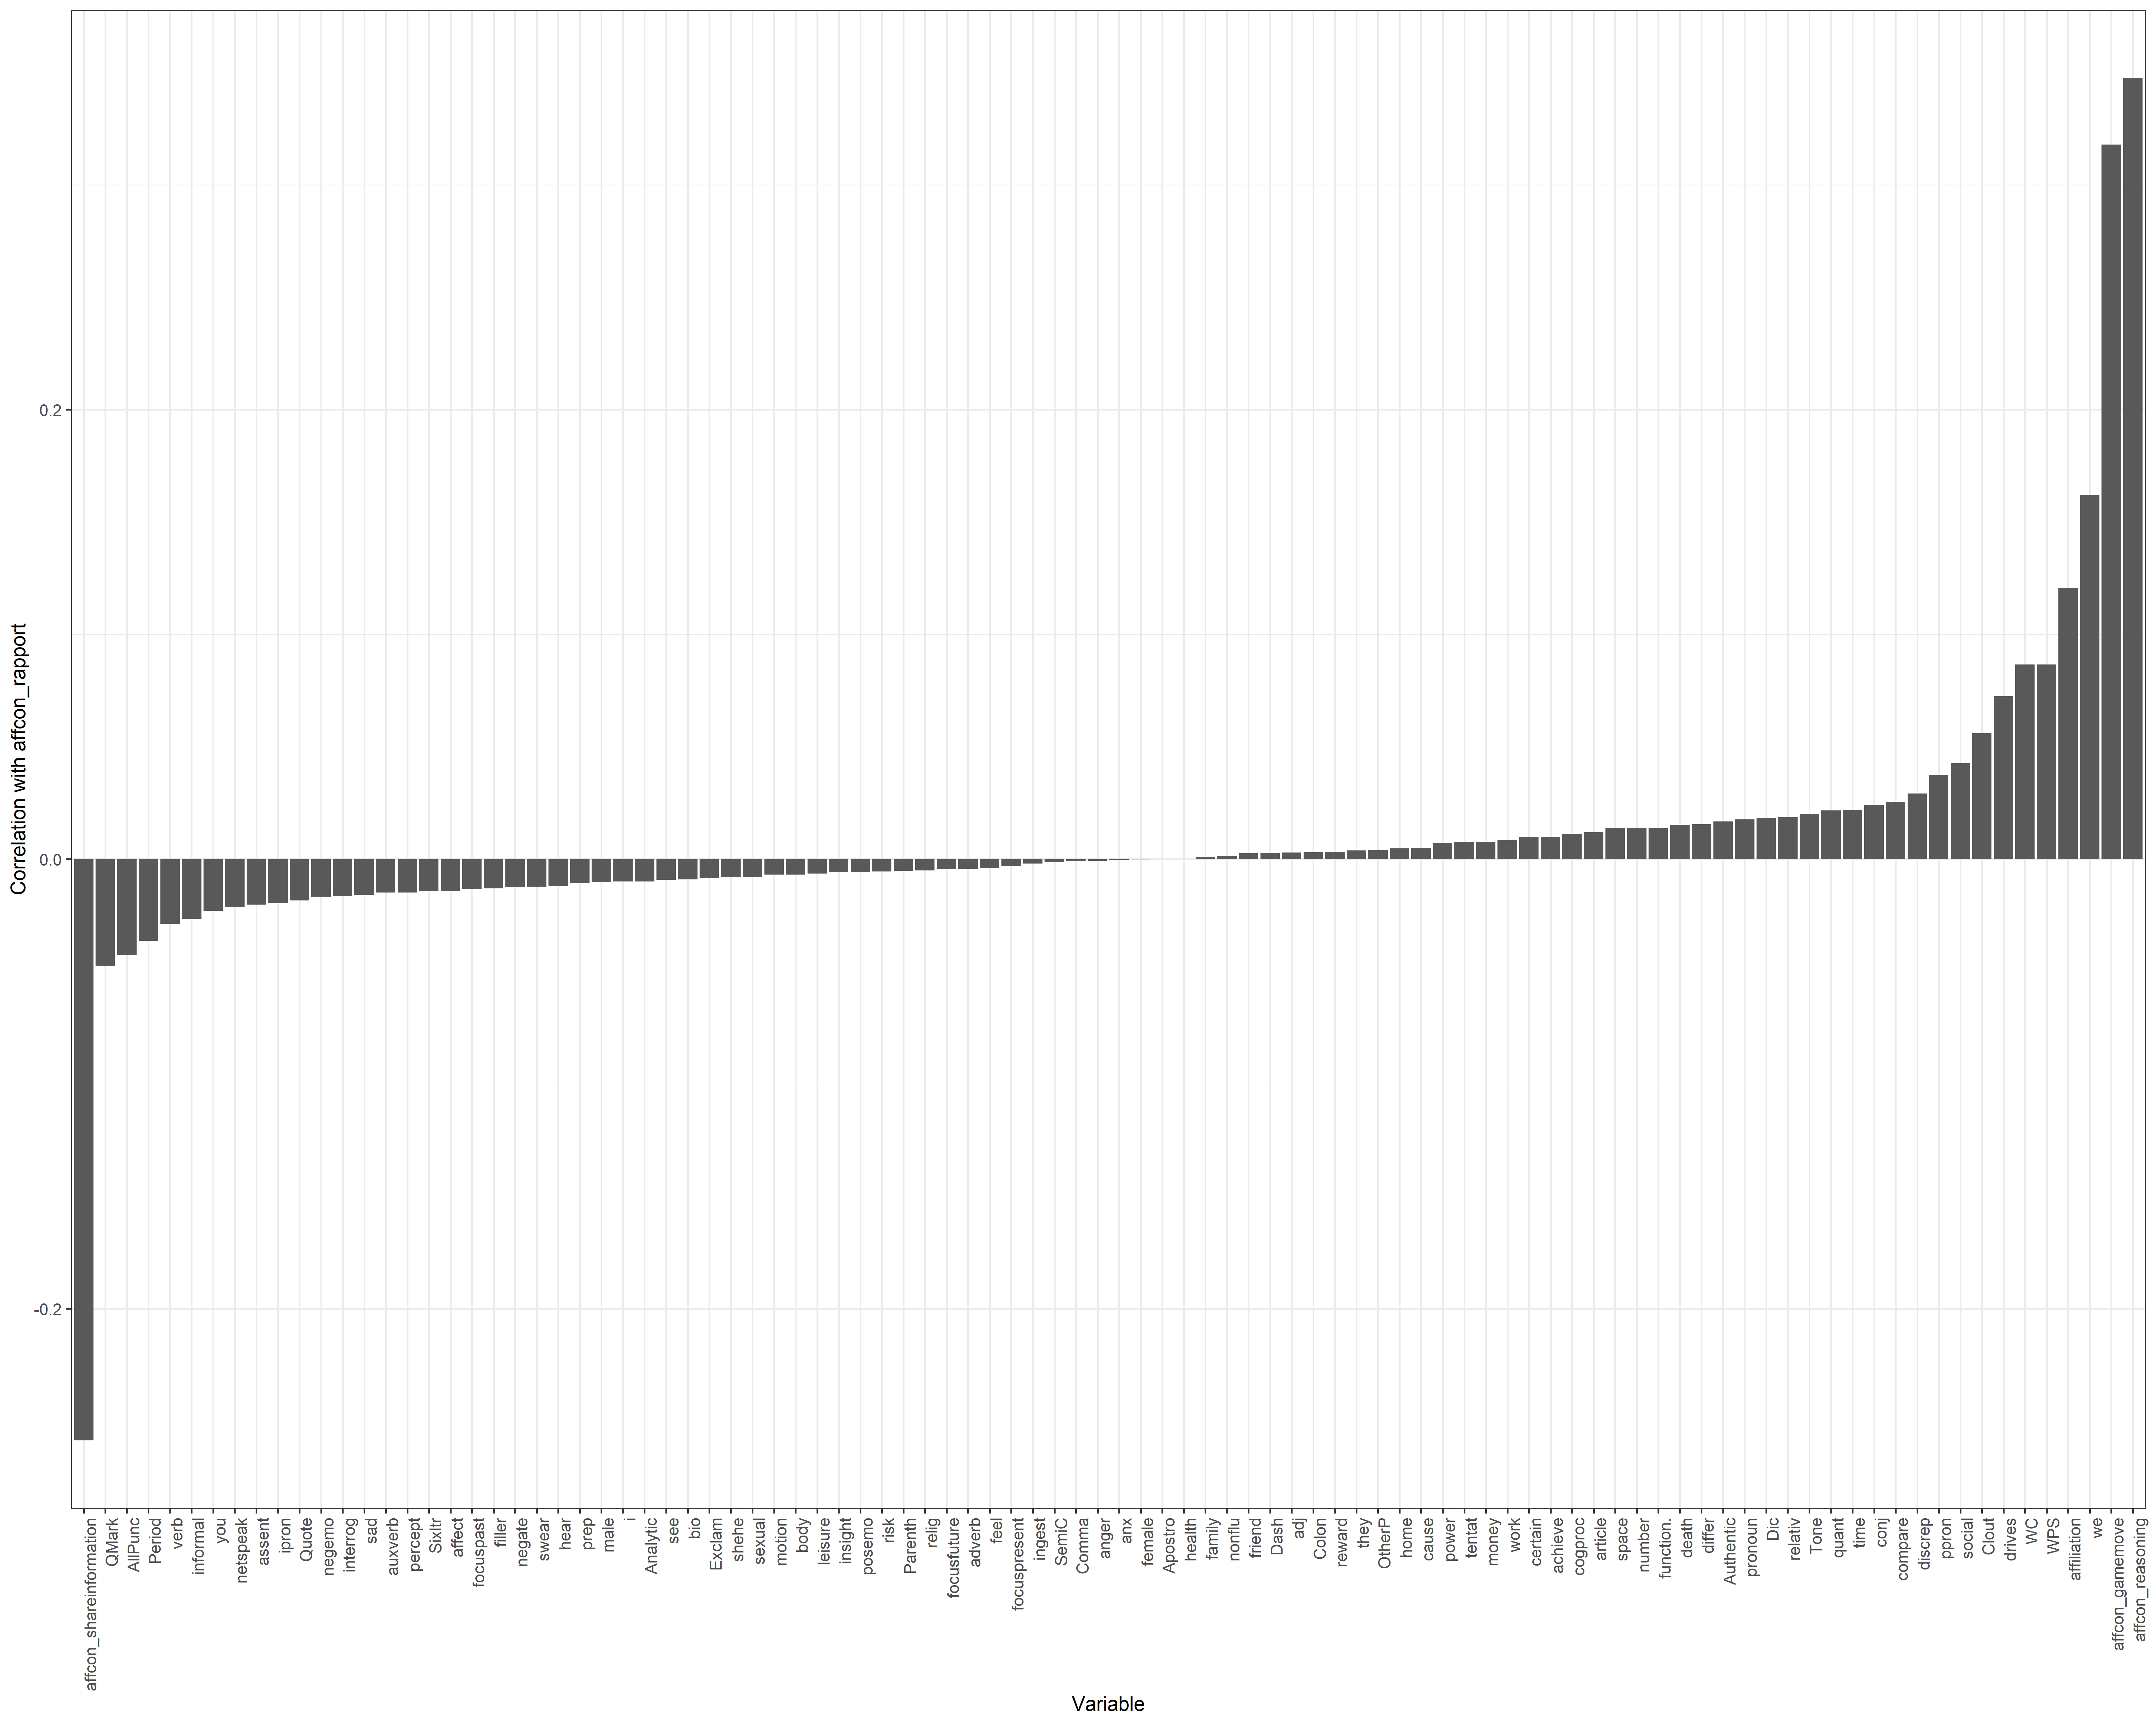 Correlation with affcon_rapport
0.2
0.0
-0.2
affcon_shareinformation
QMark
AllPunc
Period
verb
informal
you
netspeak
assent
ipron
Quote
negemo
interrog
sad
auxverb
percept
Sixltr
affect
focuspast
filler
negate
swear
hear
prep
male
i
Analytic
see
bio
Exclam
shehe
sexual
motion
body
leisure
insight
posemo
risk
Parenth
relig
focusfuture
adverb
feel
focuspresent
ingest
SemiC
Comma
anger
anx
female
Apostro
health
family
nonflu
friend
Dash
adj
Colon
reward
they
OtherP
home
cause
power
tentat
money
work
certain
achieve
cogproc
article
space
number
function.
death
differ
Authentic
pronoun
Dic
relativ
Tone
quant
time
conj
compare
discrep
ppron
social
Clout
drives
WC
WPS
affiliation
we
affcon_gamemove
affcon_reasoning
Variable